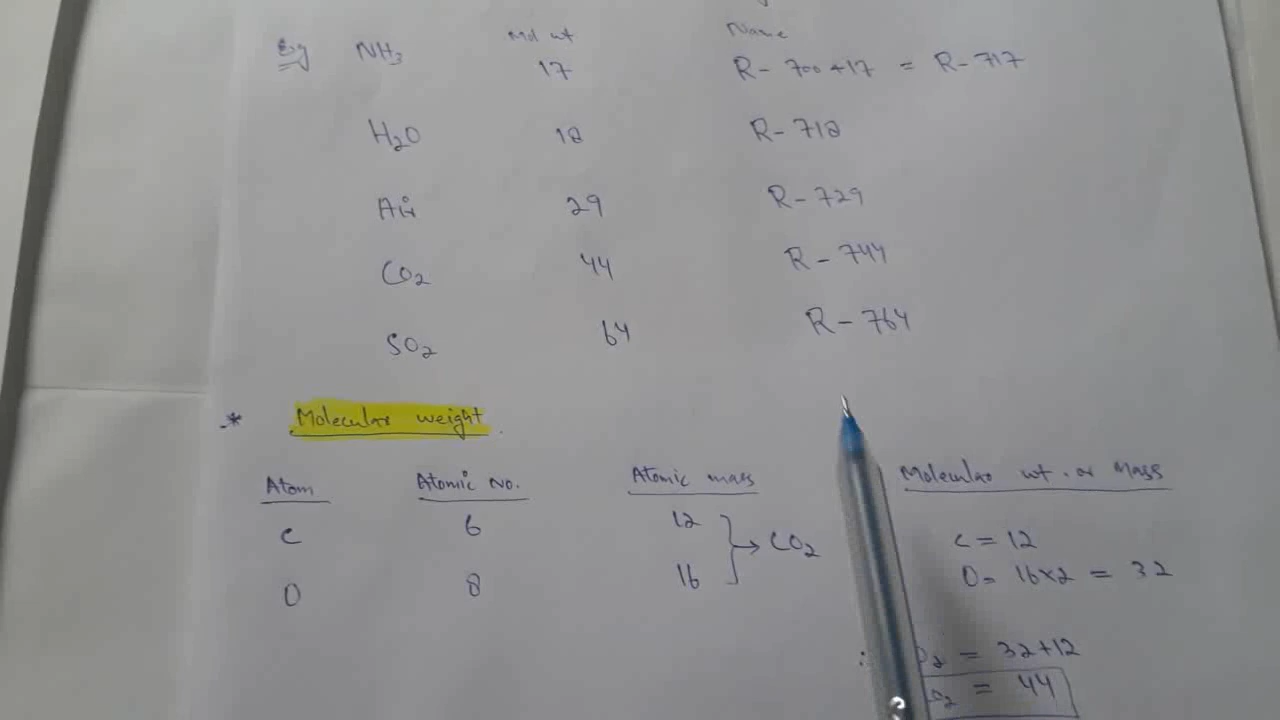 Mol wt Name
Eg NH3 17 R- 700+17 = R-717
H2O 18 R-718
Air 29 R-729
CO2 44 R-744
SO2 64 R-764
* Molecular weight
Atom Atomic No. Atomic mass Molecular wt. or Mass
C 6 12 → CO2 C = 12
O 8 16 O= 16×2 = 32
∴ O2 = 32+12
O2 = 44